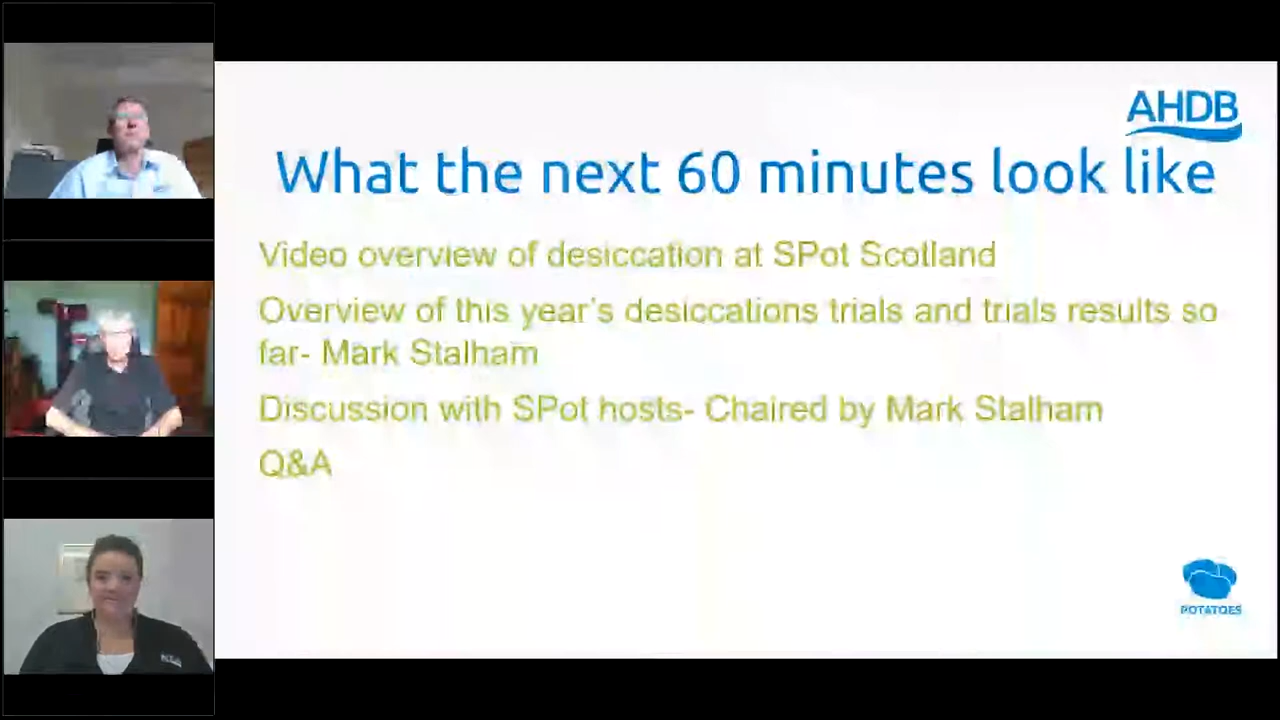 AHDB
What the next 60 minutes look like
Video overview of desiccation at SPot Scotland
Overview of this year's desiccations trials and trials results so
far- Mark Stalham
Discussion with SPot hosts- Chaired by Mark Stalham
Q&A
POTATOES